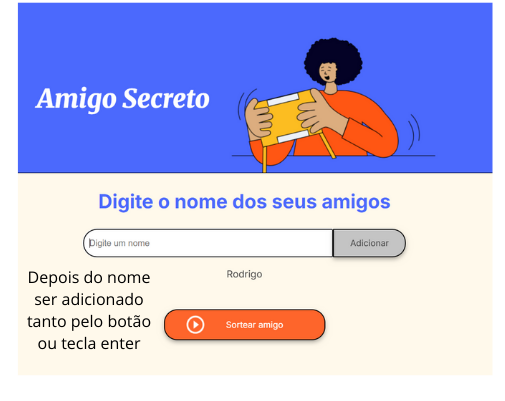 Amigo Secreto
Digite o nome dos seus amigos
Digite um nome
Adicionar
Rodrigo
Depois do nome
ser adicionado
tanto pelo botão
ou tecla enter
Sortear amigo